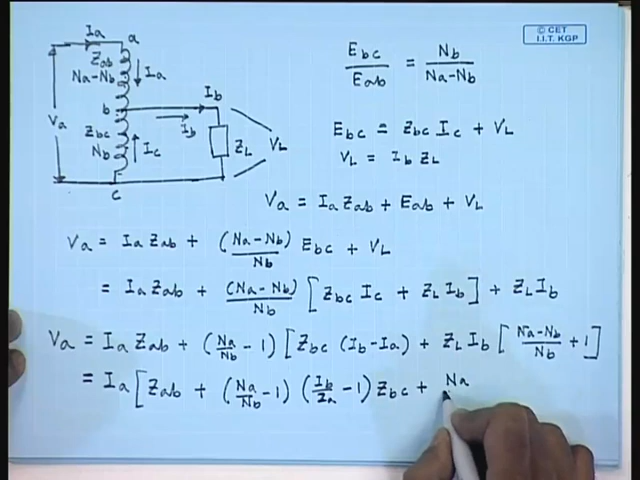 © CET
I.I.T. KGP
Ia a
Zab
Na-Nb Ia
b Ib
Va Ib
Zbc
Nb Ic ZL VL
c
Ebc/Eab = Nb/(Na-Nb)
Ebc = Zbc Ic + VL
VL = Ib ZL
Va = Ia Zab + Eab + VL
Va = Ia Zab + (Na-Nb)/Nb Ebc + VL
= Ia Zab + (Na-Nb)/Nb [Zbc Ic + ZL Ib] + ZL Ib
Va = Ia Zab + (Na/Nb - 1) [Zbc (Ib-Ia) + ZL Ib [(Na-Nb)/Nb + 1]
= Ia [Zab + (Na/Nb - 1) (Ib/Ia - 1) Zbc + Na